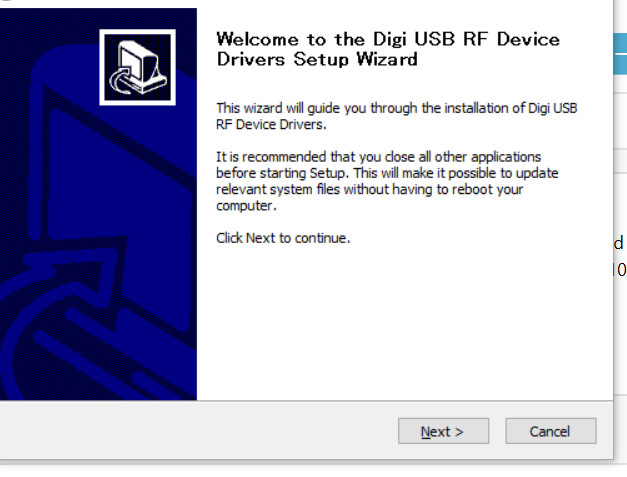 Welcome to the Digi USB RF Device
Drivers Setup Wizard
This wizard will guide you through the installation of Digi USB
RF Device Drivers.
It is recommended that you close all other applications
before starting Setup. This will make it possible to update
relevant system files without having to reboot your
computer.
Click Next to continue.
d
10
Next >
Cancel